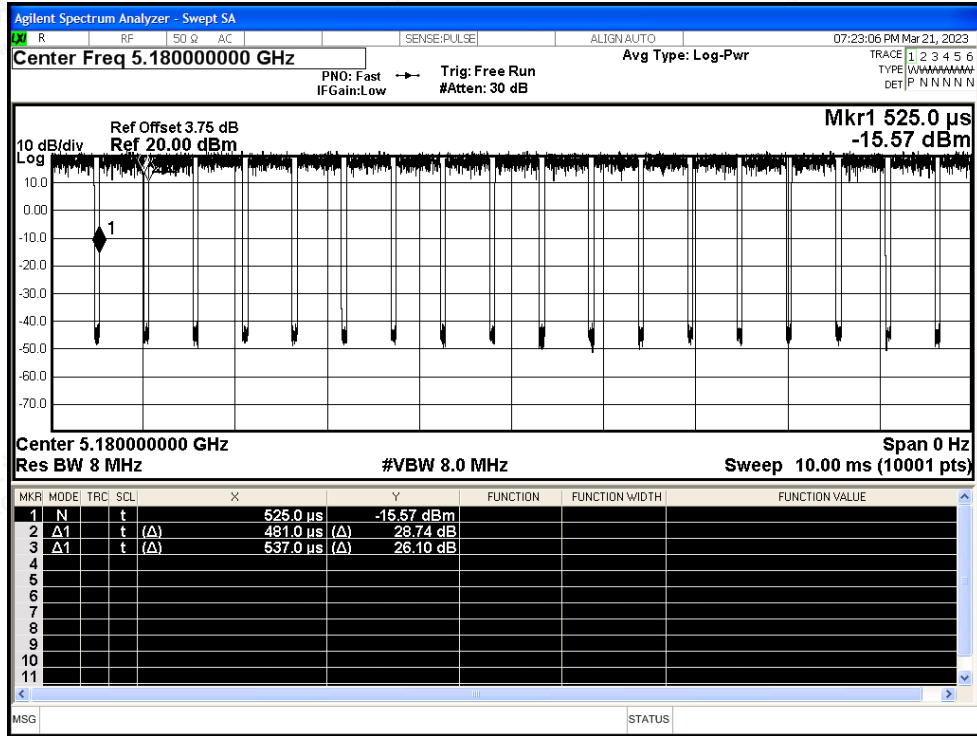 Agilent Spectrum Analyzer - Swept SA
LXI R RF 50 Ω AC SENSE:PULSE ALIGN AUTO 07:23:06 PM Mar 21, 2023
Center Freq 5.180000000 GHz
PNO: Fast
IFGain:Low
Trig: Free Run
#Atten: 30 dB
Avg Type: Log-Pwr
TRACE 1 2 3 4 5 6
TYPE W
DET P N N N N N
Mkr1 525.0 µs
-15.57 dBm
Ref Offset 3.75 dB
10 dB/div Ref 20.00 dBm
Log
10.0
0.00
1
-10.0
-20.0
-30.0
-40.0
-50.0
-60.0
-70.0
Center 5.180000000 GHz Span 0 Hz
Res BW 8 MHz #VBW 8.0 MHz Sweep 10.00 ms (10001 pts)
MKR MODE TRC SCL X Y FUNCTION FUNCTION WIDTH FUNCTION VALUE
1 N t 525.0 µs -15.57 dBm
2 Δ1 t (Δ) 481.0 µs (Δ) 28.74 dB
3 Δ1 t (Δ) 537.0 µs (Δ) 26.10 dB
4
5
6
7
8
9
10
11
MSG STATUS